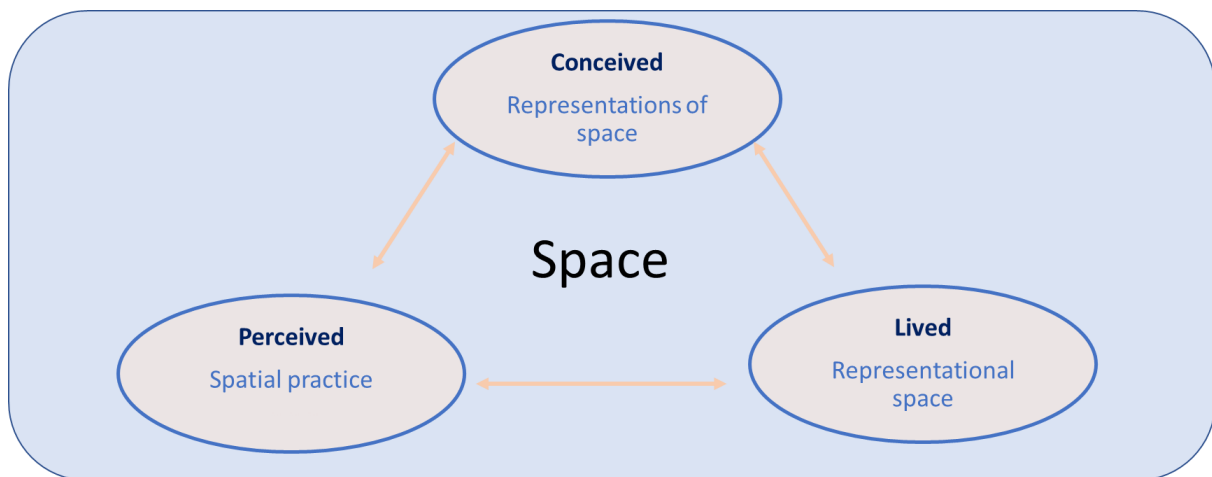 Conceived
Representations of
space
Space
Perceived
Spatial practice
Lived
Representational
space